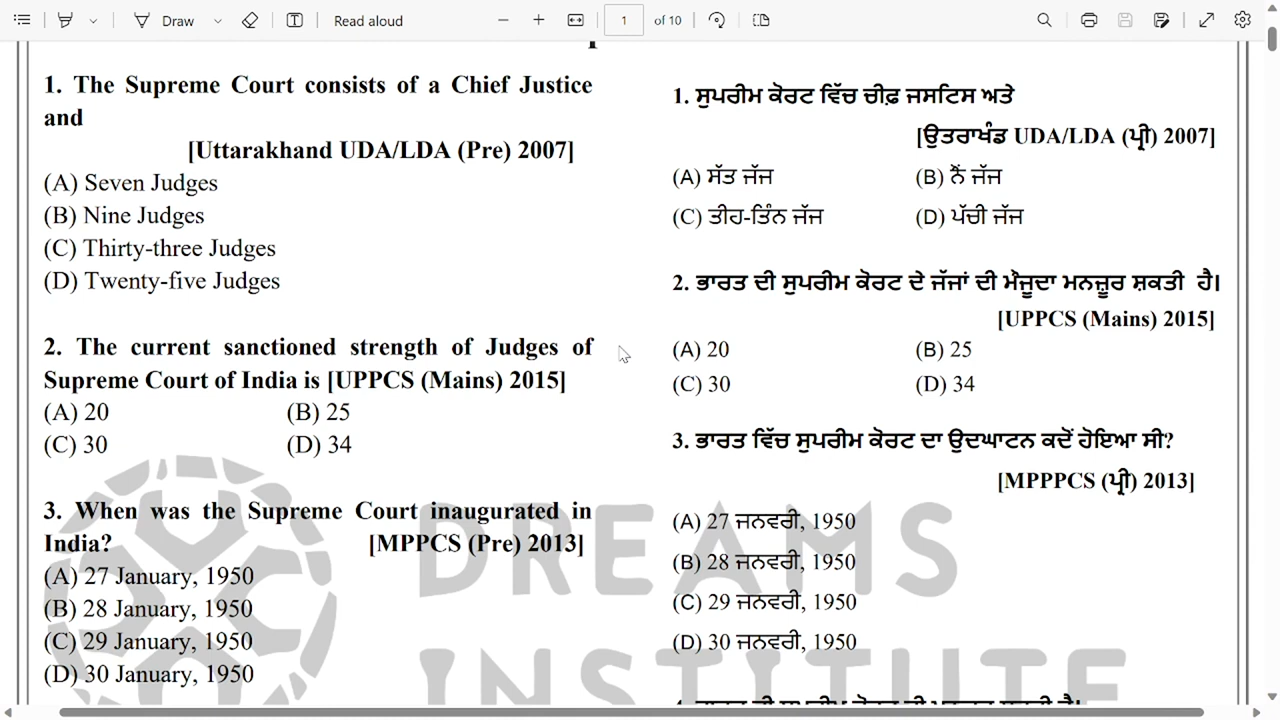 Draw
Read aloud
1
of 10
1. The Supreme Court consists of a Chief Justice
and
[Uttarakhand UDA/LDA (Pre) 2007]
(A) Seven Judges
(B) Nine Judges
(C) Thirty-three Judges
(D) Twenty-five Judges
2. The current sanctioned strength of Judges of
Supreme Court of India is [UPPCS (Mains) 2015]
(A) 20 (B) 25
(C) 30 (D) 34
3. When was the Supreme Court inaugurated in
India? [MPPCS (Pre) 2013]
(A) 27 January, 1950
(B) 28 January, 1950
(C) 29 January, 1950
(D) 30 January, 1950
1. ਸੁਪਰੀਮ ਕੋਰਟ ਵਿੱਚ ਚੀਫ਼ ਜਸਟਿਸ ਅਤੇ
[ਉਤਰਾਖੰਡ UDA/LDA (ਪ੍ਰੀ) 2007]
(A) ਸੱਤ ਜੱਜ (B) ਨੌਂ ਜੱਜ
(C) ਤੀਹ-ਤਿੰਨ ਜੱਜ (D) ਪੱਚੀ ਜੱਜ
2. ਭਾਰਤ ਦੀ ਸੁਪਰੀਮ ਕੋਰਟ ਦੇ ਜੱਜਾਂ ਦੀ ਮੌਜੂਦਾ ਮਨਜ਼ੂਰ ਸ਼ਕਤੀ ਹੈ।
[UPPCS (Mains) 2015]
(A) 20 (B) 25
(C) 30 (D) 34
3. ਭਾਰਤ ਵਿੱਚ ਸੁਪਰੀਮ ਕੋਰਟ ਦਾ ਉਦਘਾਟਨ ਕਦੋਂ ਹੋਇਆ ਸੀ?
[MPPPCS (ਪ੍ਰੀ) 2013]
(A) 27 ਜਨਵਰੀ, 1950
(B) 28 ਜਨਵਰੀ, 1950
(C) 29 ਜਨਵਰੀ, 1950
(D) 30 ਜਨਵਰੀ, 1950
DREAMS
INSTITUTE